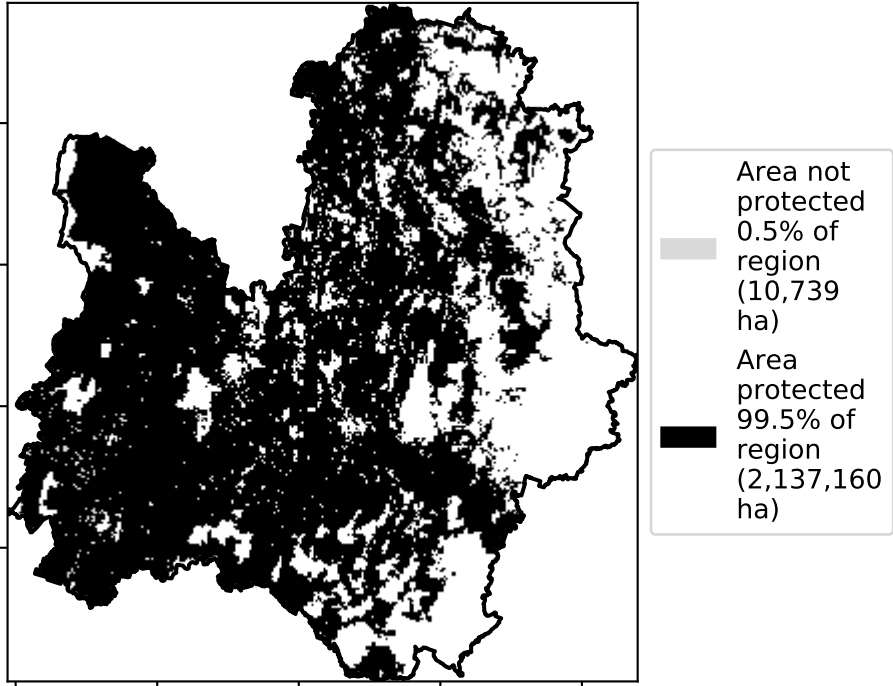 Area not
protected
0.5% of
region
(10,739
ha)
Area
protected
99.5% of
region
(2,137,160
ha)